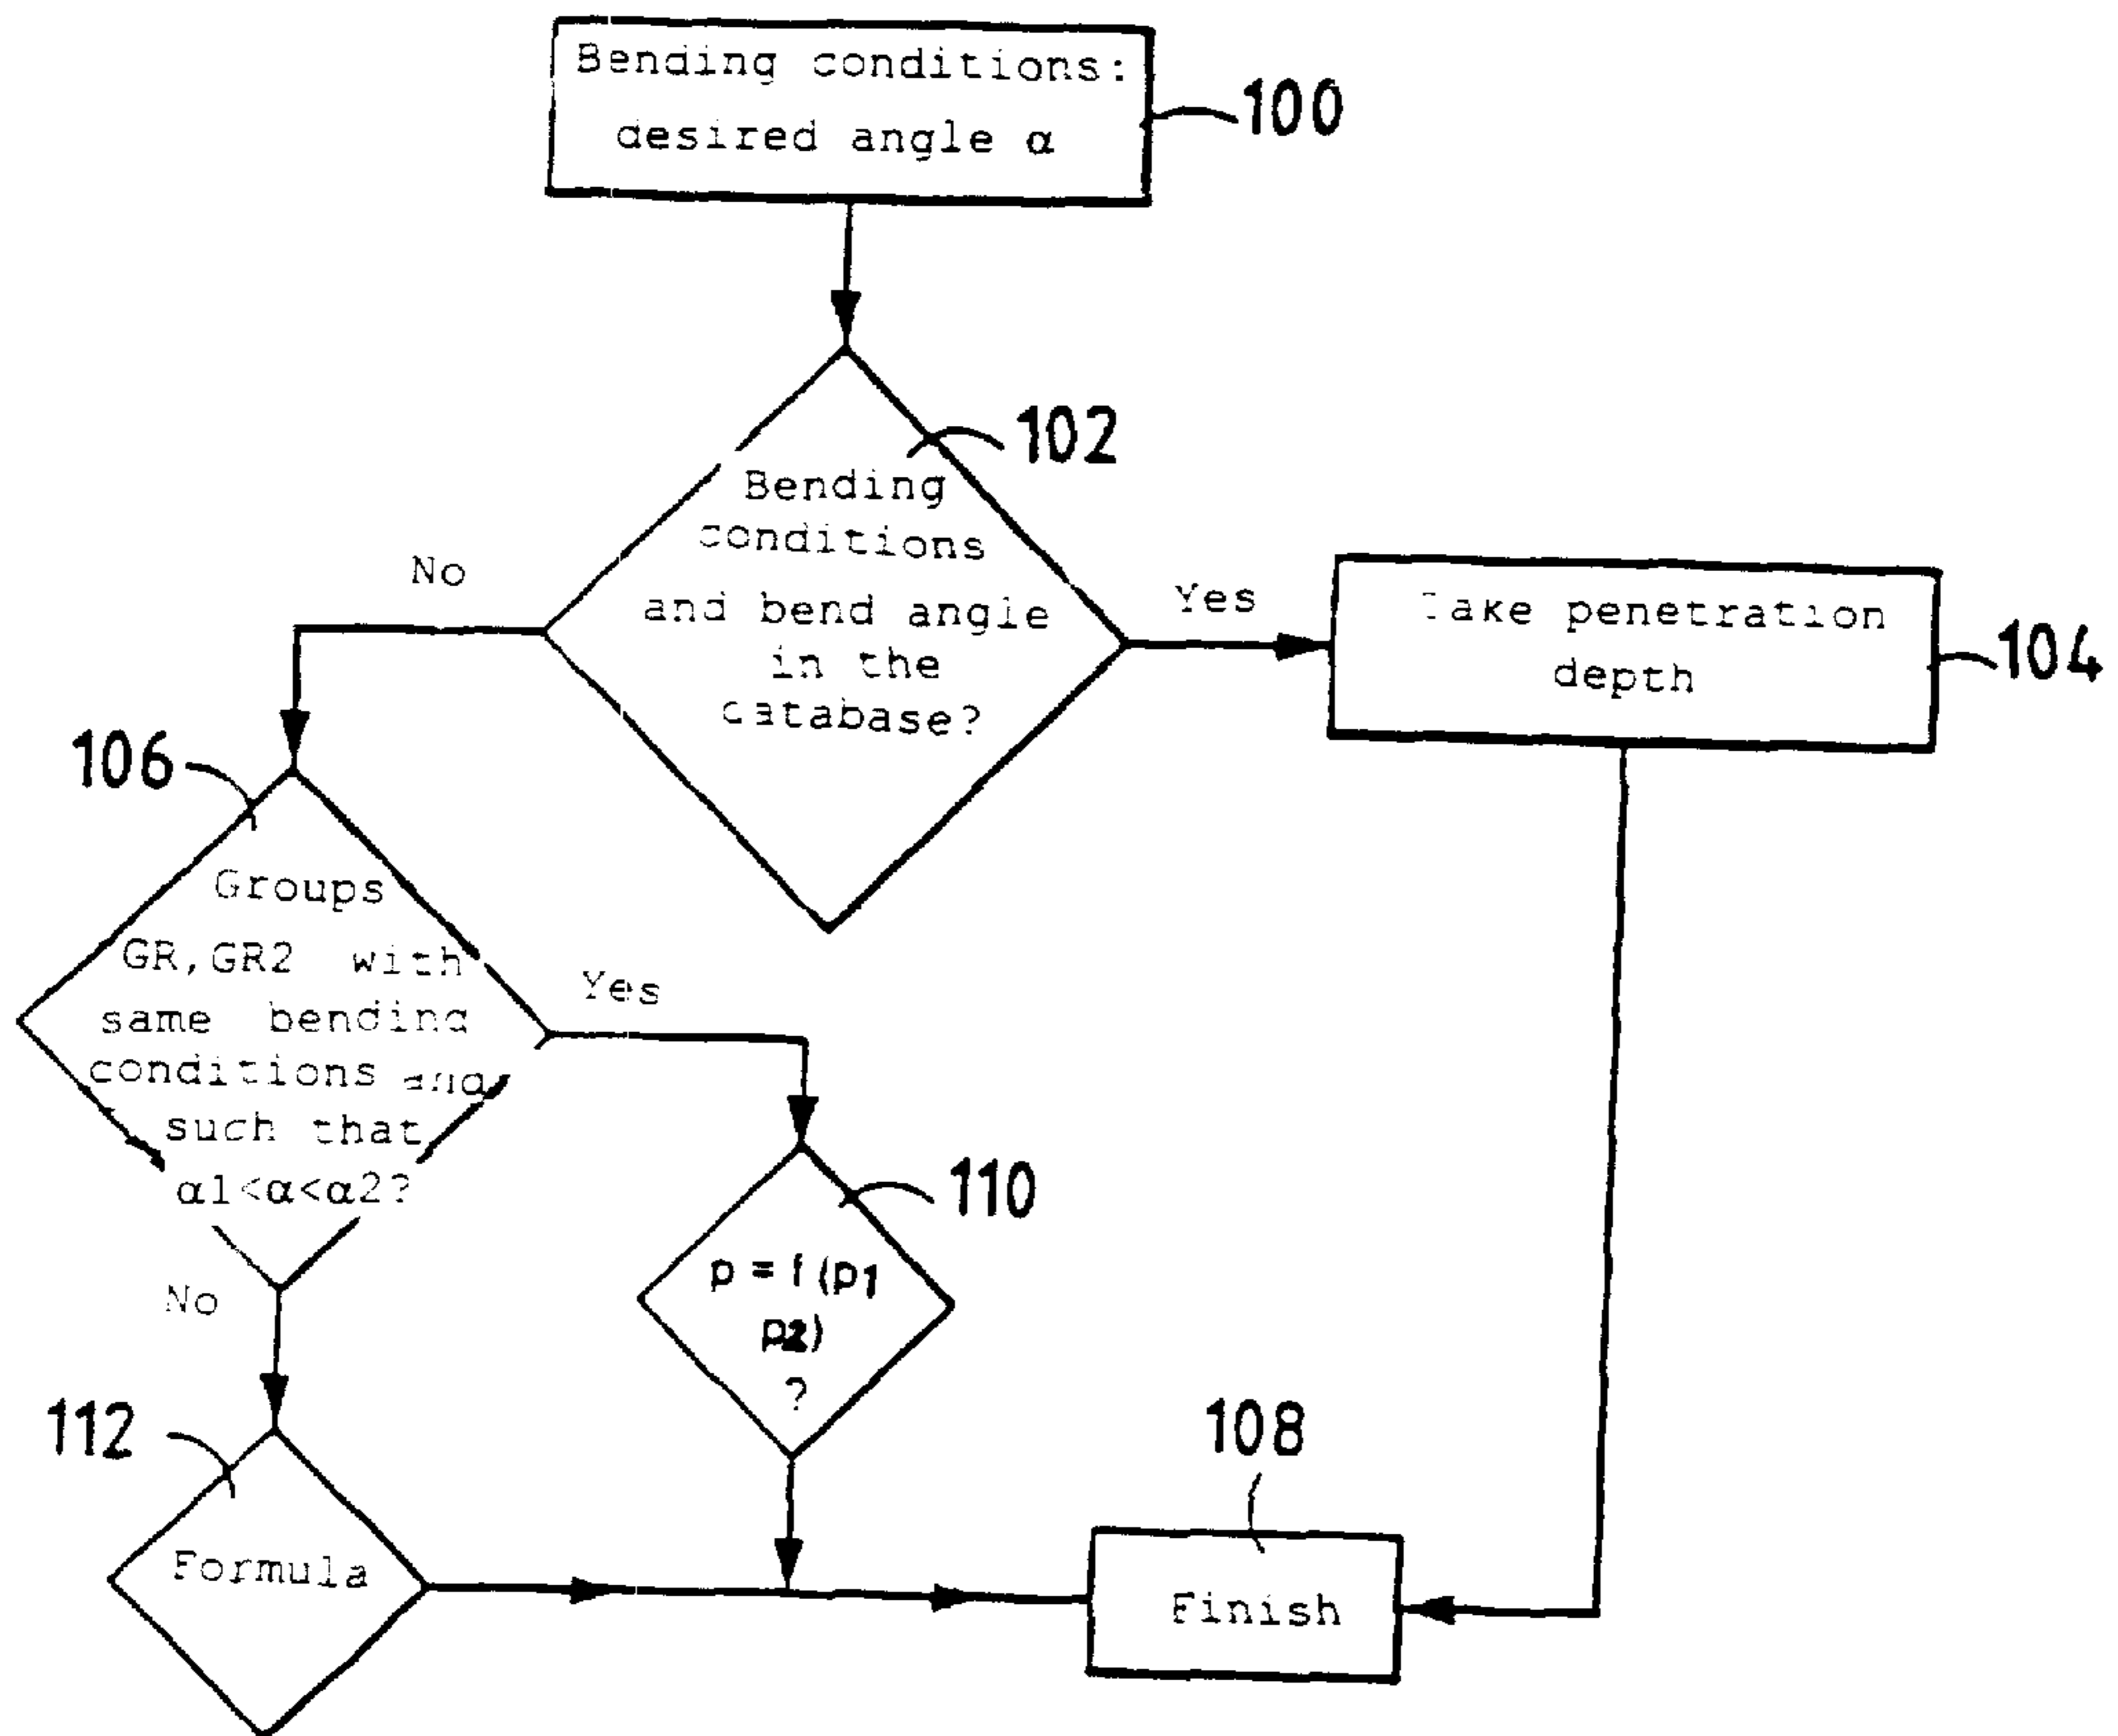 Bending conditions:
desired angle α
100
102
Bending
conditions
and bend angle
in the
database?
No
Yes
Take penetration
depth
104
106
Groups
GR,GR2 with
same bending
conditions and
such that
α1<α<α2?
Yes
No
110
p = f (p1
p2)
?
112
Formula
108
Finish